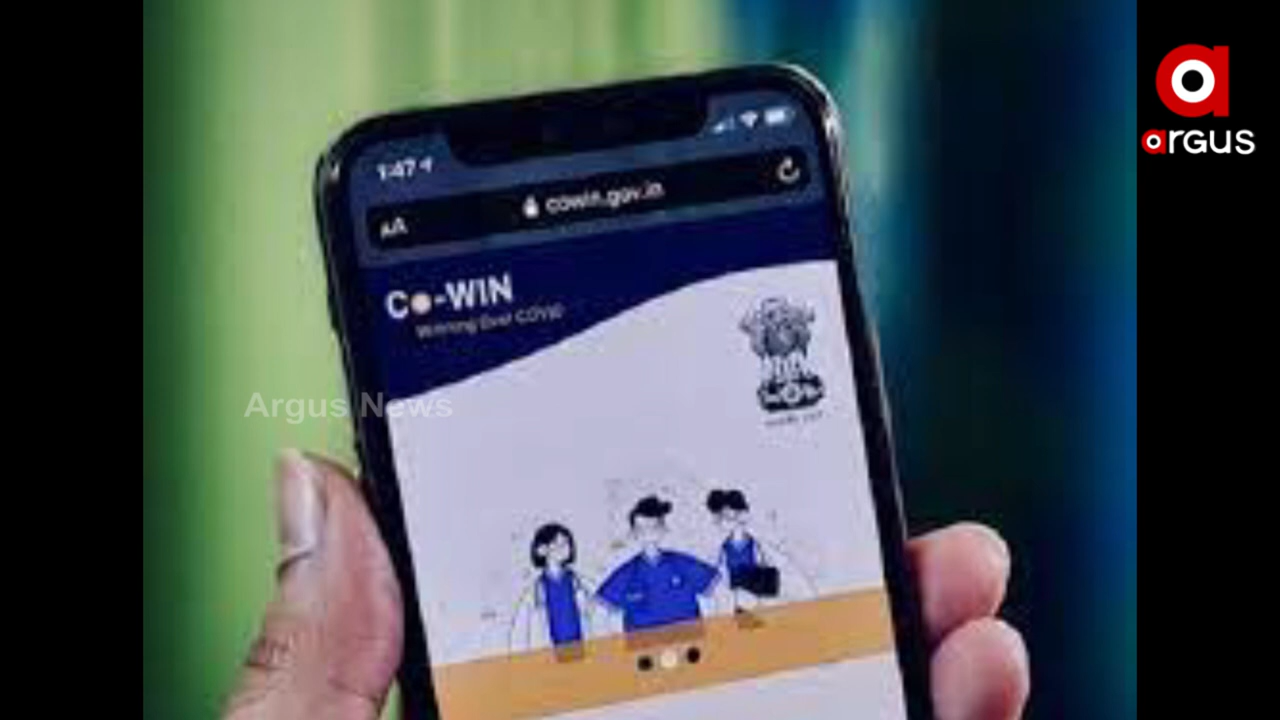 argus
1:47
AA cowin.gov.in
Co-WIN
Winning Over COVID
Argus News